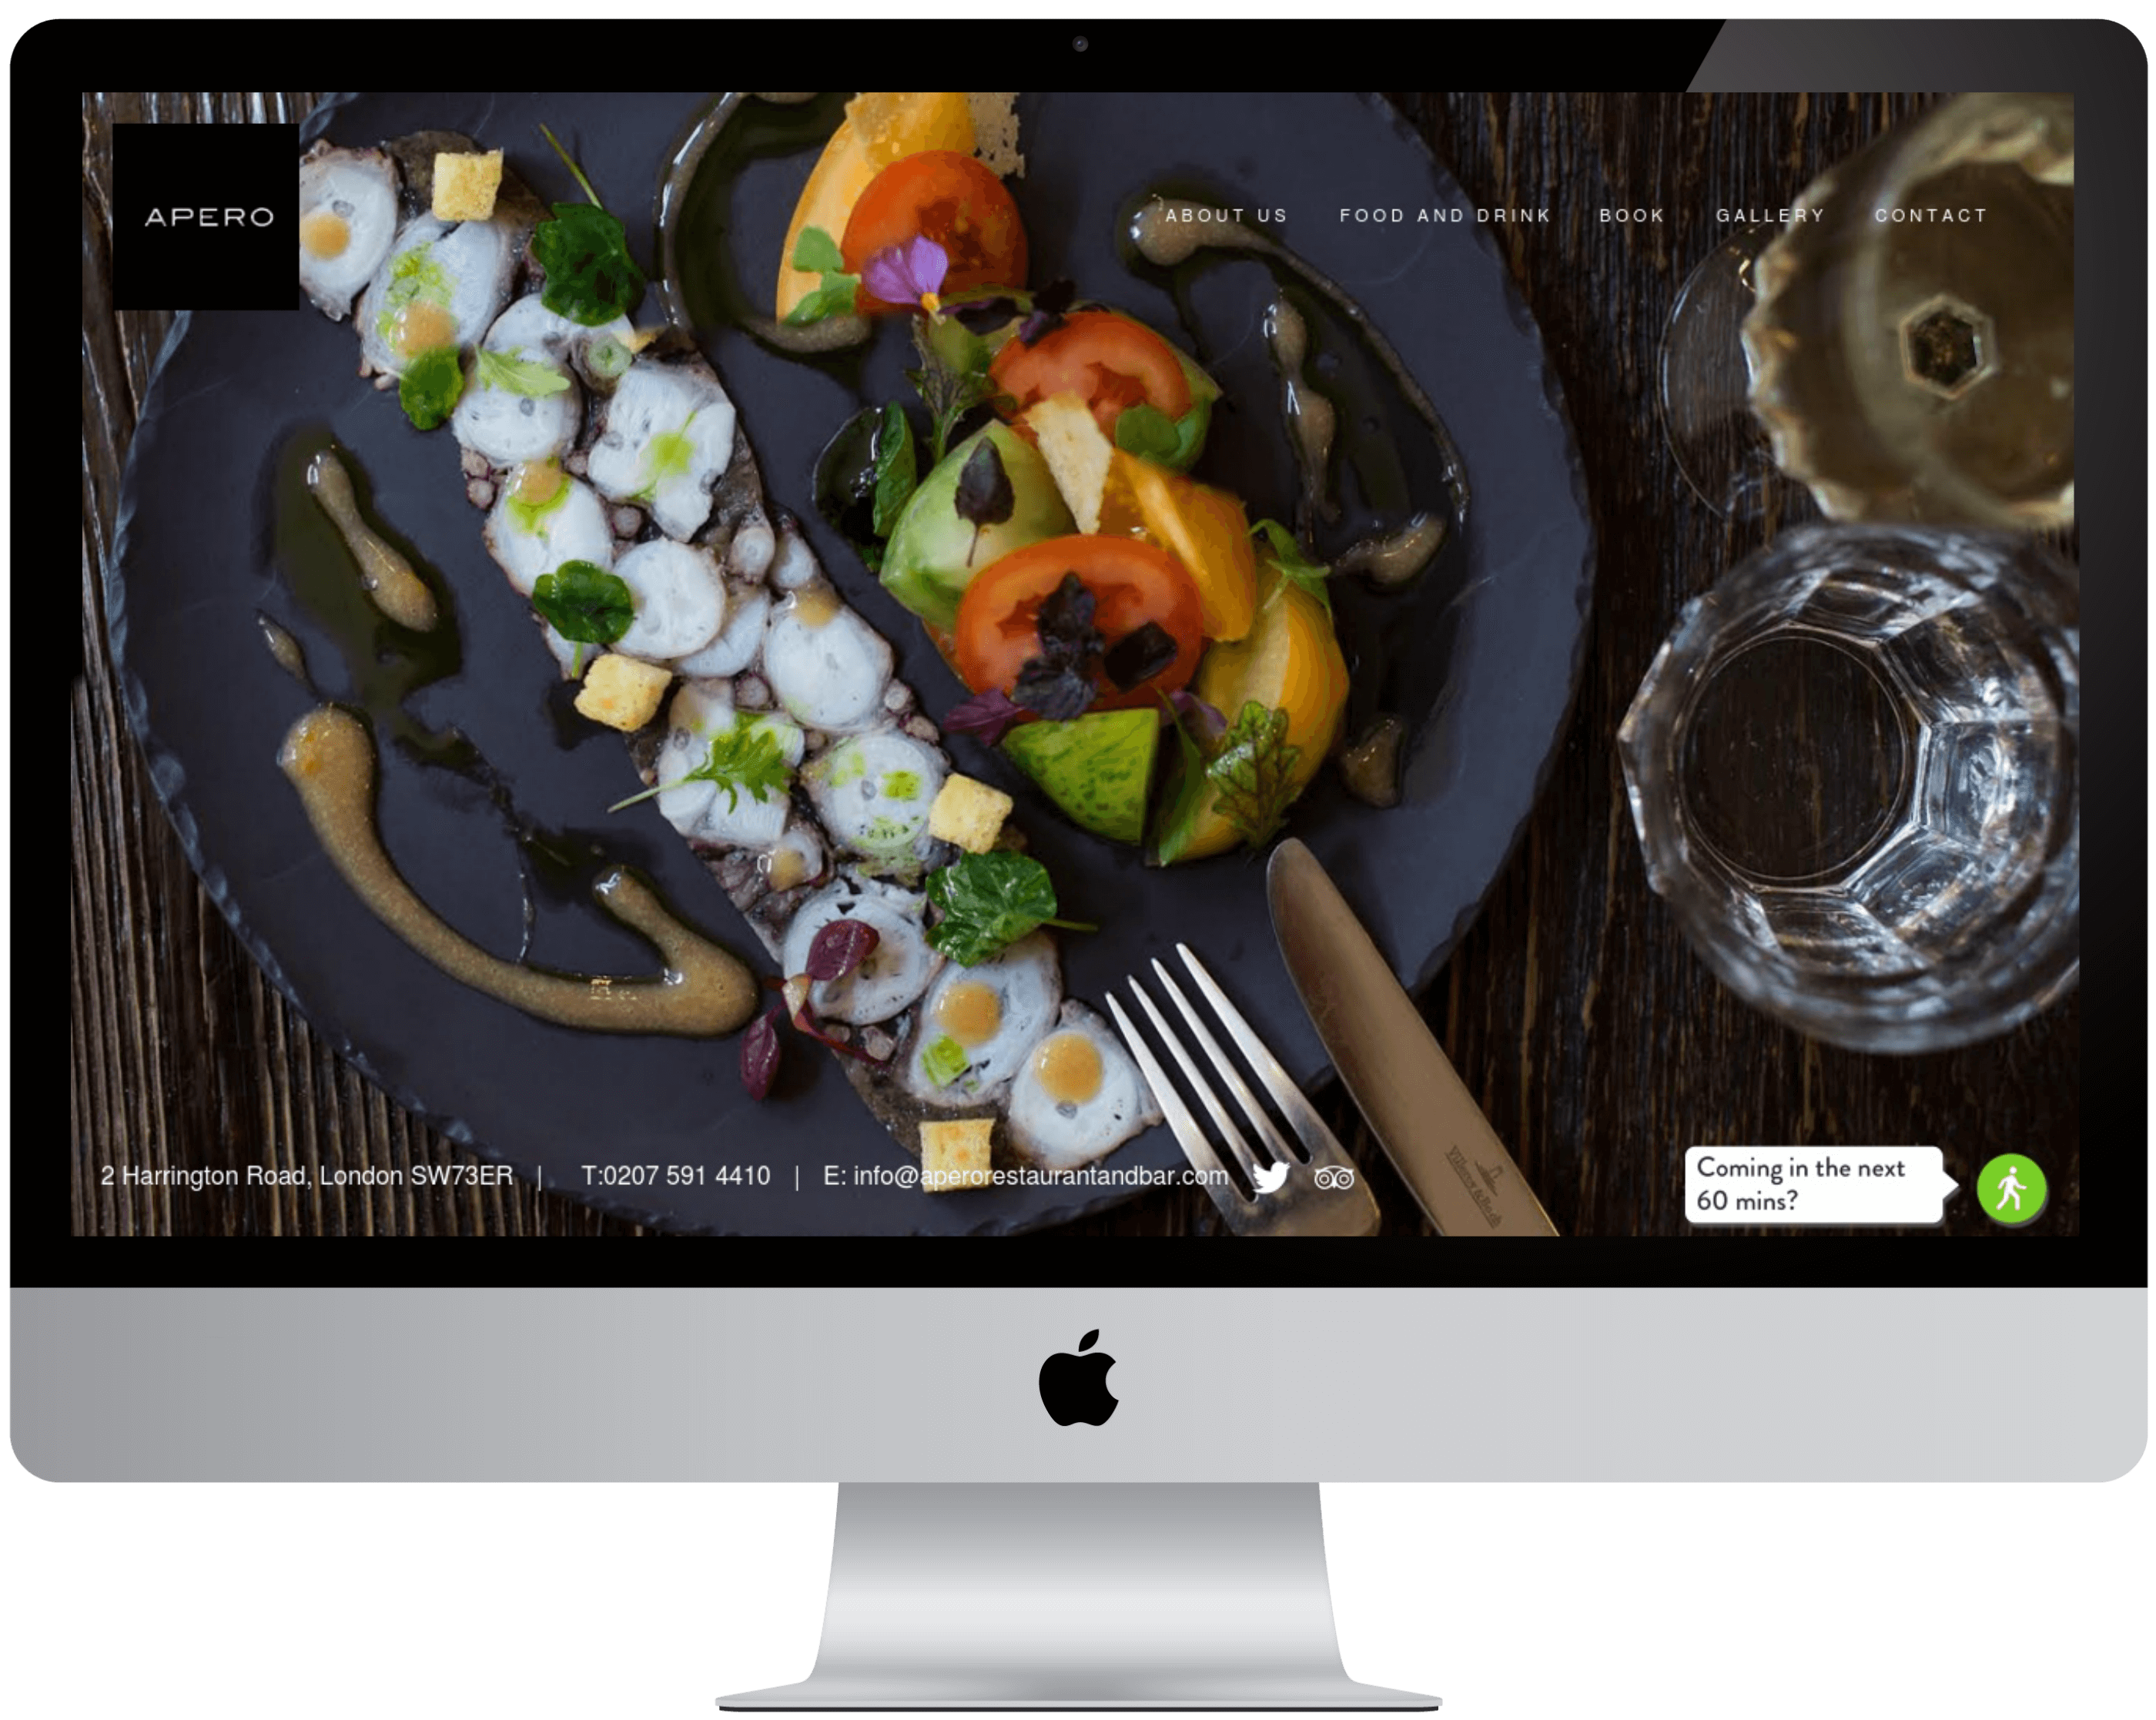 APERO
ABOUT US FOOD AND DRINK BOOK GALLERY CONTACT
2 Harrington Road, London SW73ER | T:0207 591 4410 | E: info@aperorestaurantandbar.com
Coming in the next
60 mins?